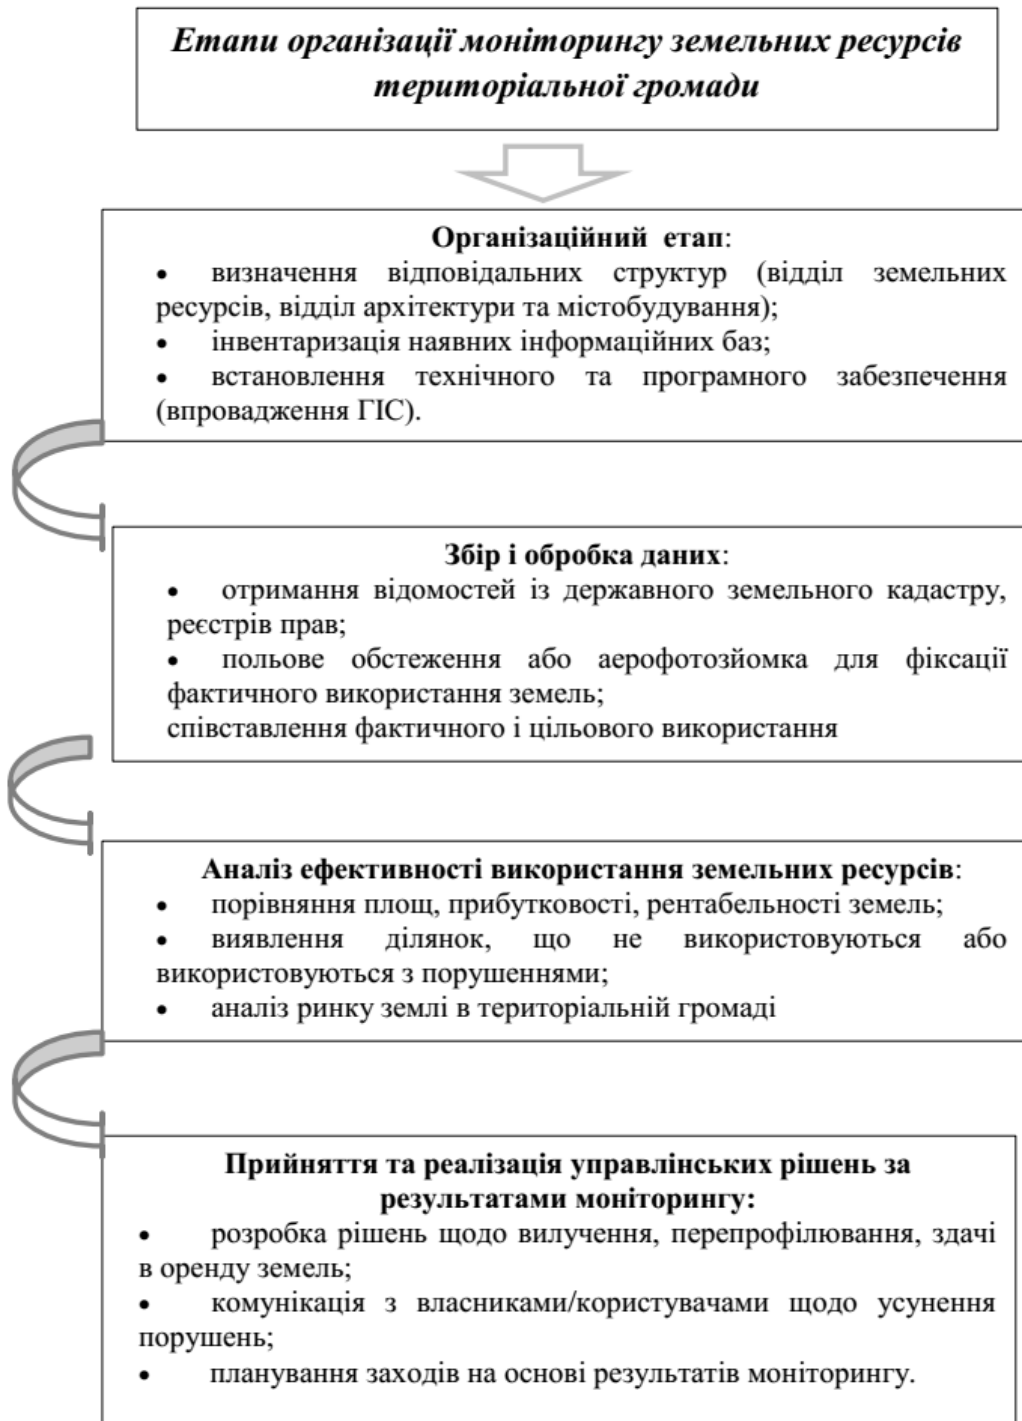 Етапи організації моніторингу земельних ресурсів
територіальної громади
Організаційний етап:
• визначення відповідальних структур (відділ земельних
ресурсів, відділ архітектури та містобудування);
• інвентаризація наявних інформаційних баз;
• встановлення технічного та програмного забезпечення
(впровадження ГІС).
Збір і обробка даних:
• отримання відомостей із державного земельного кадастру,
реєстрів прав;
• польове обстеження або аерофотозйомка для фіксації
фактичного використання земель;
співставлення фактичного і цільового використання
Аналіз ефективності використання земельних ресурсів:
• порівняння площ, прибутковості, рентабельності земель;
• виявлення ділянок, що не використовуються або
використовуються з порушеннями;
• аналіз ринку землі в територіальній громаді
Прийняття та реалізація управлінських рішень за
результатами моніторингу:
• розробка рішень щодо вилучення, перепрофілювання, здачі
в оренду земель;
• комунікація з власниками/користувачами щодо усунення
порушень;
• планування заходів на основі результатів моніторингу.